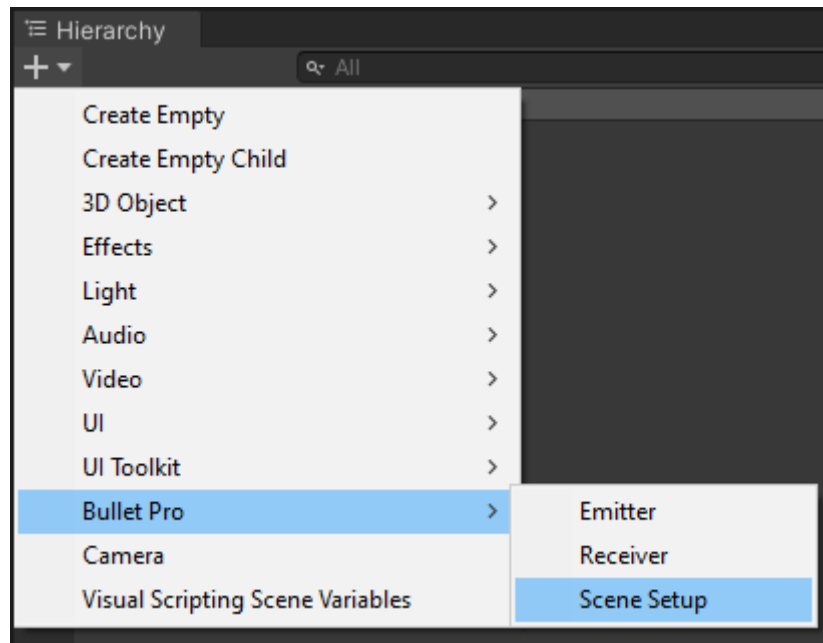 Hierarchy
All
Create Empty
Create Empty Child
3D Object
Effects
Light
Audio
Video
UI
UI Toolkit
Bullet Pro
Emitter
Camera
Receiver
Visual Scripting Scene Variables
Scene Setup